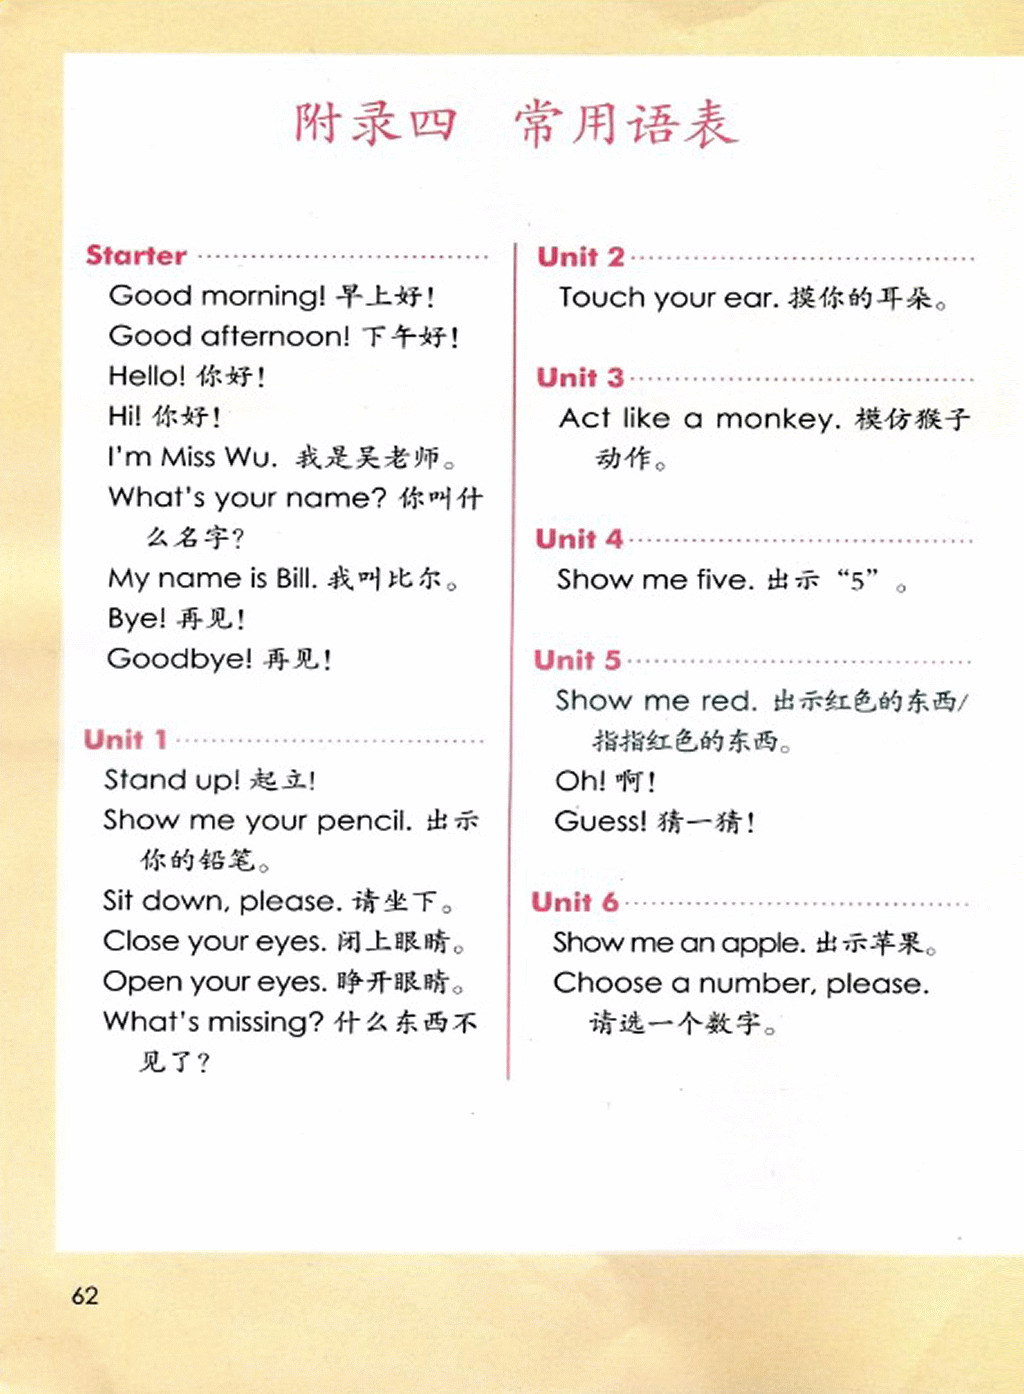 附录四 常用语表
Starter
Good morning! 早上好！
Good afternoon! 下午好！
Hello! 你好！
Hi! 你好！
I'm Miss Wu. 我是吴老师。
What's your name? 你叫什
么名字？
My name is Bill. 我叫比尔。
Bye! 再见！
Goodbye! 再见！
Unit 1
Stand up! 起立！
Show me your pencil. 出示
你的铅笔。
Sit down, please. 请坐下。
Close your eyes. 闭上眼睛。
Open your eyes. 睁开眼睛。
What's missing? 什么东西不
见了？
Unit 2
Touch your ear. 摸你的耳朵。
Unit 3
Act like a monkey. 模仿猴子
动作。
Unit 4
Show me five. 出示“5”。
Unit 5
Show me red. 出示红色的东西/
指指红色的东西。
Oh! 啊！
Guess! 猜一猜！
Unit 6
Show me an apple. 出示苹果。
Choose a number, please.
请选一个数字。
62